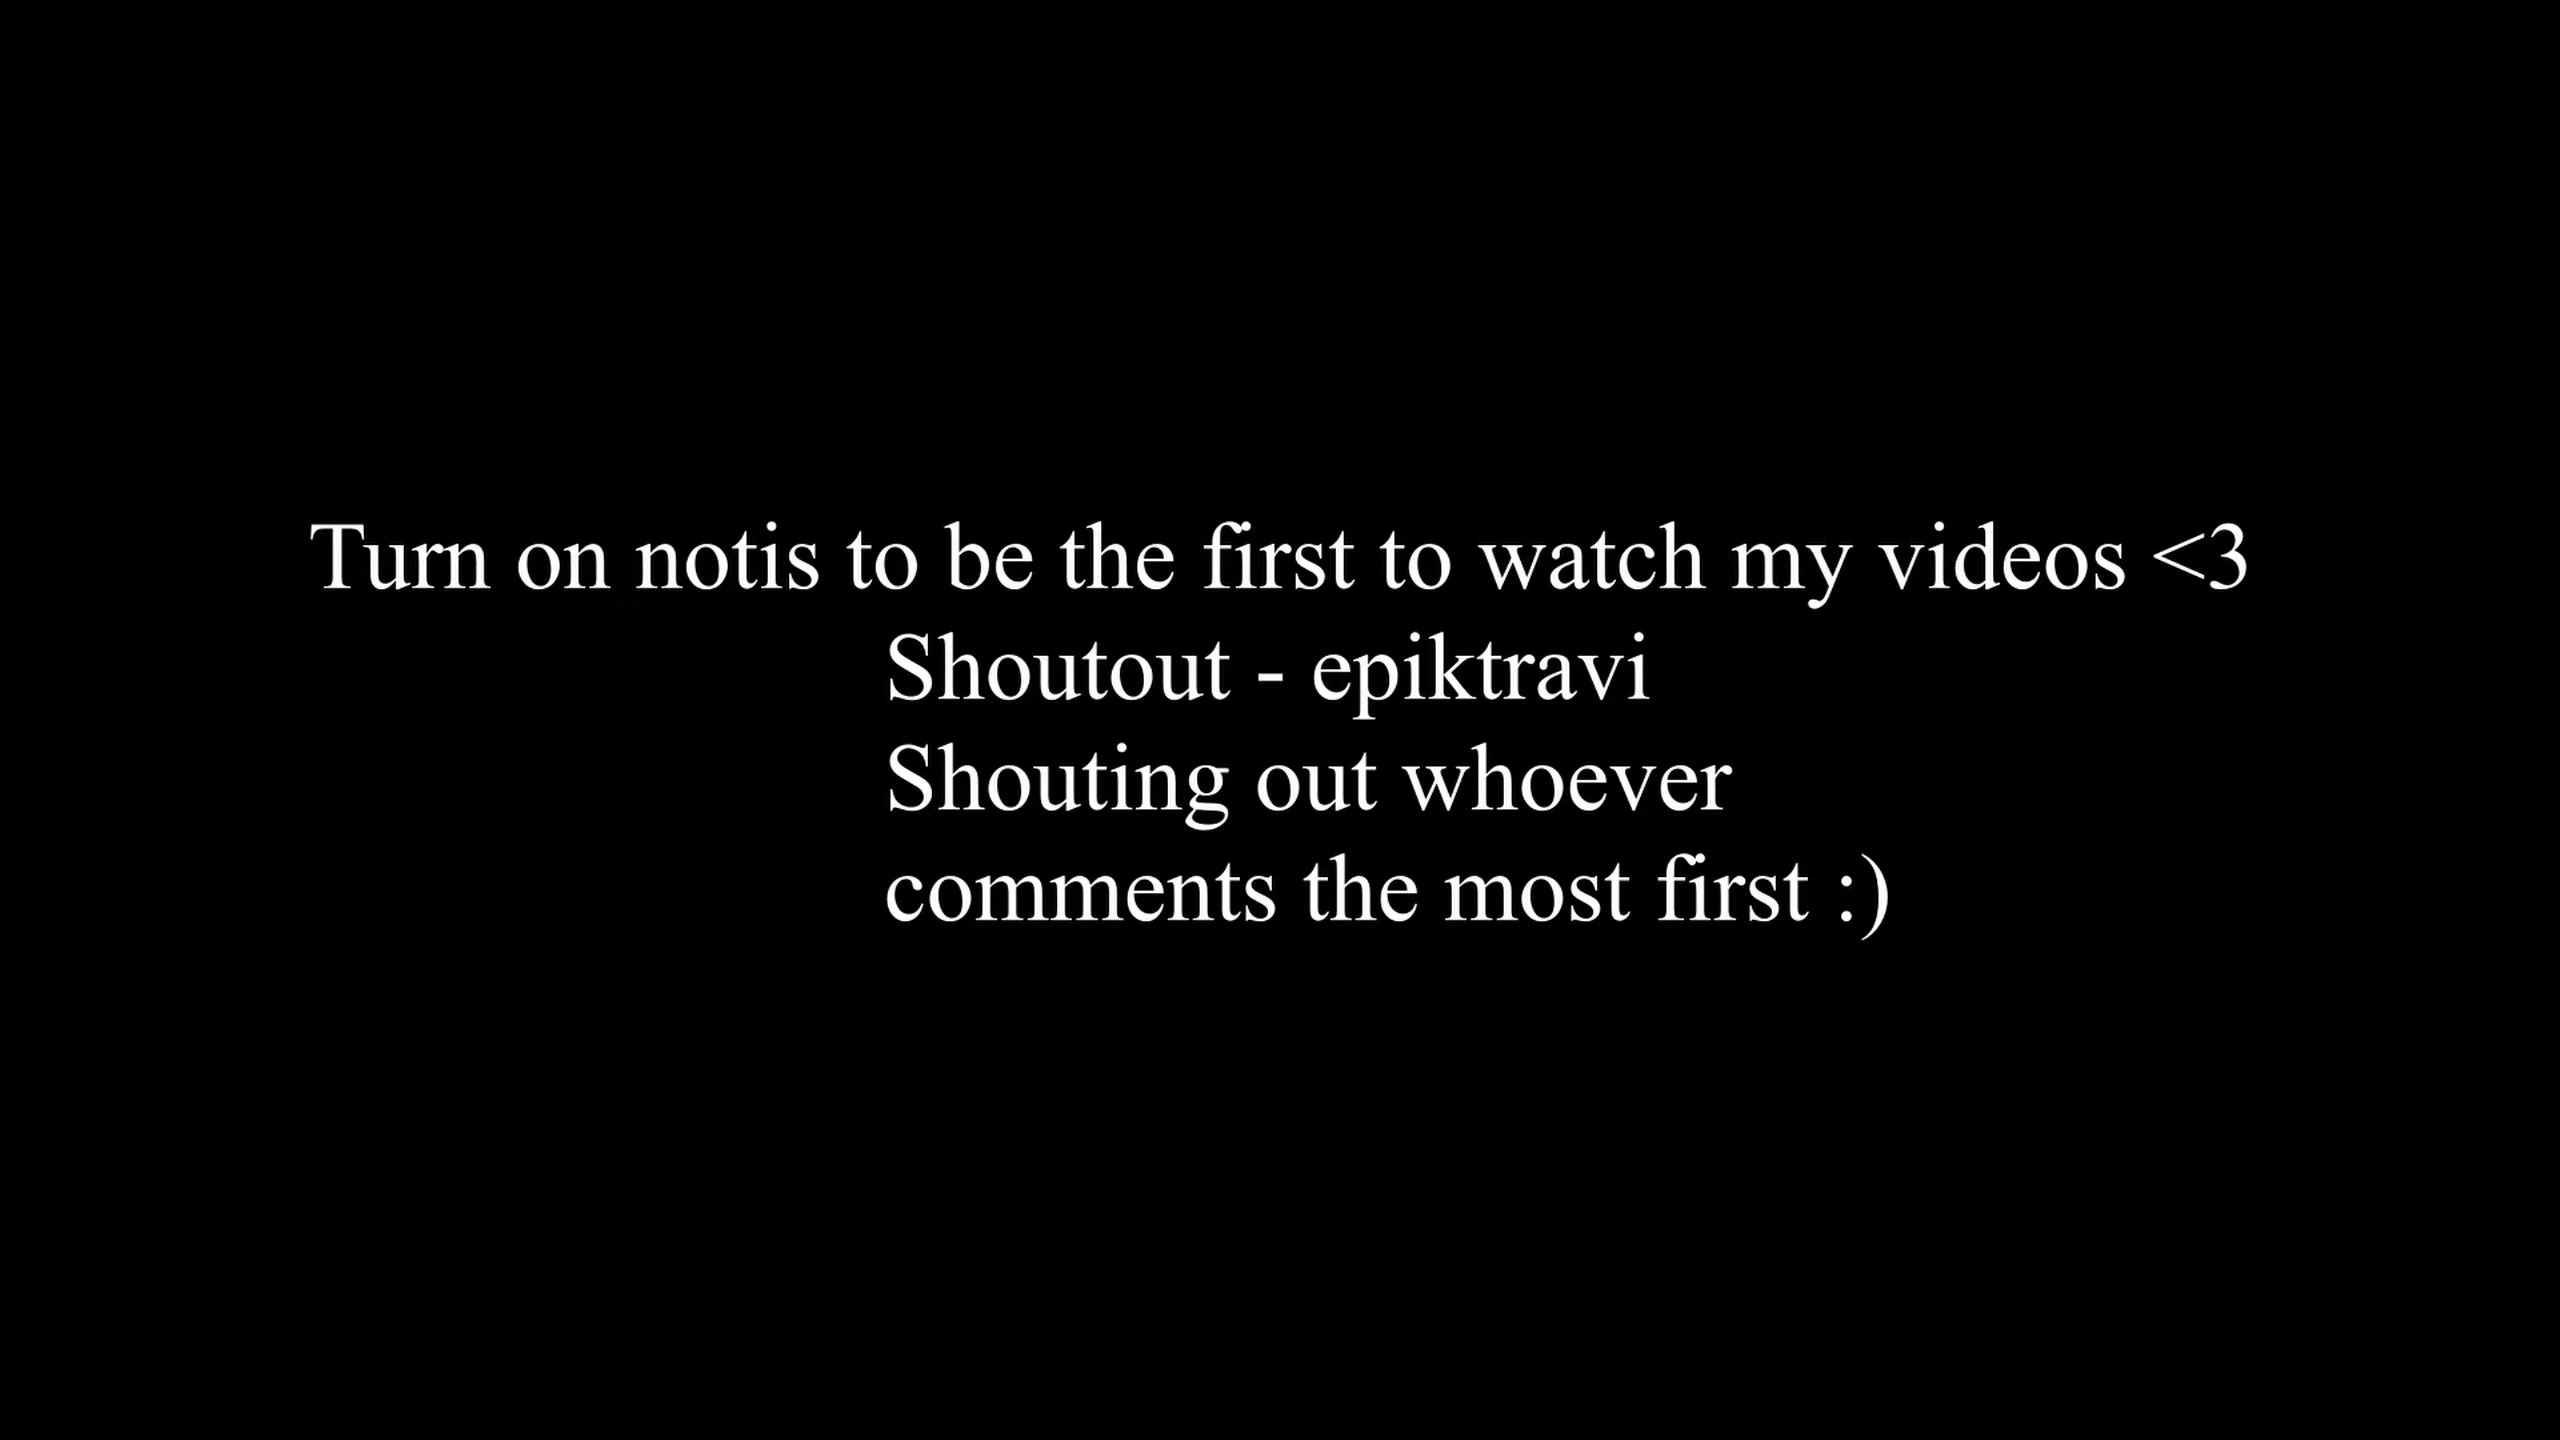 Turn on notis to be the first to watch my videos <3
Shoutout - epiktravi
Shouting out whoever
comments the most first :)